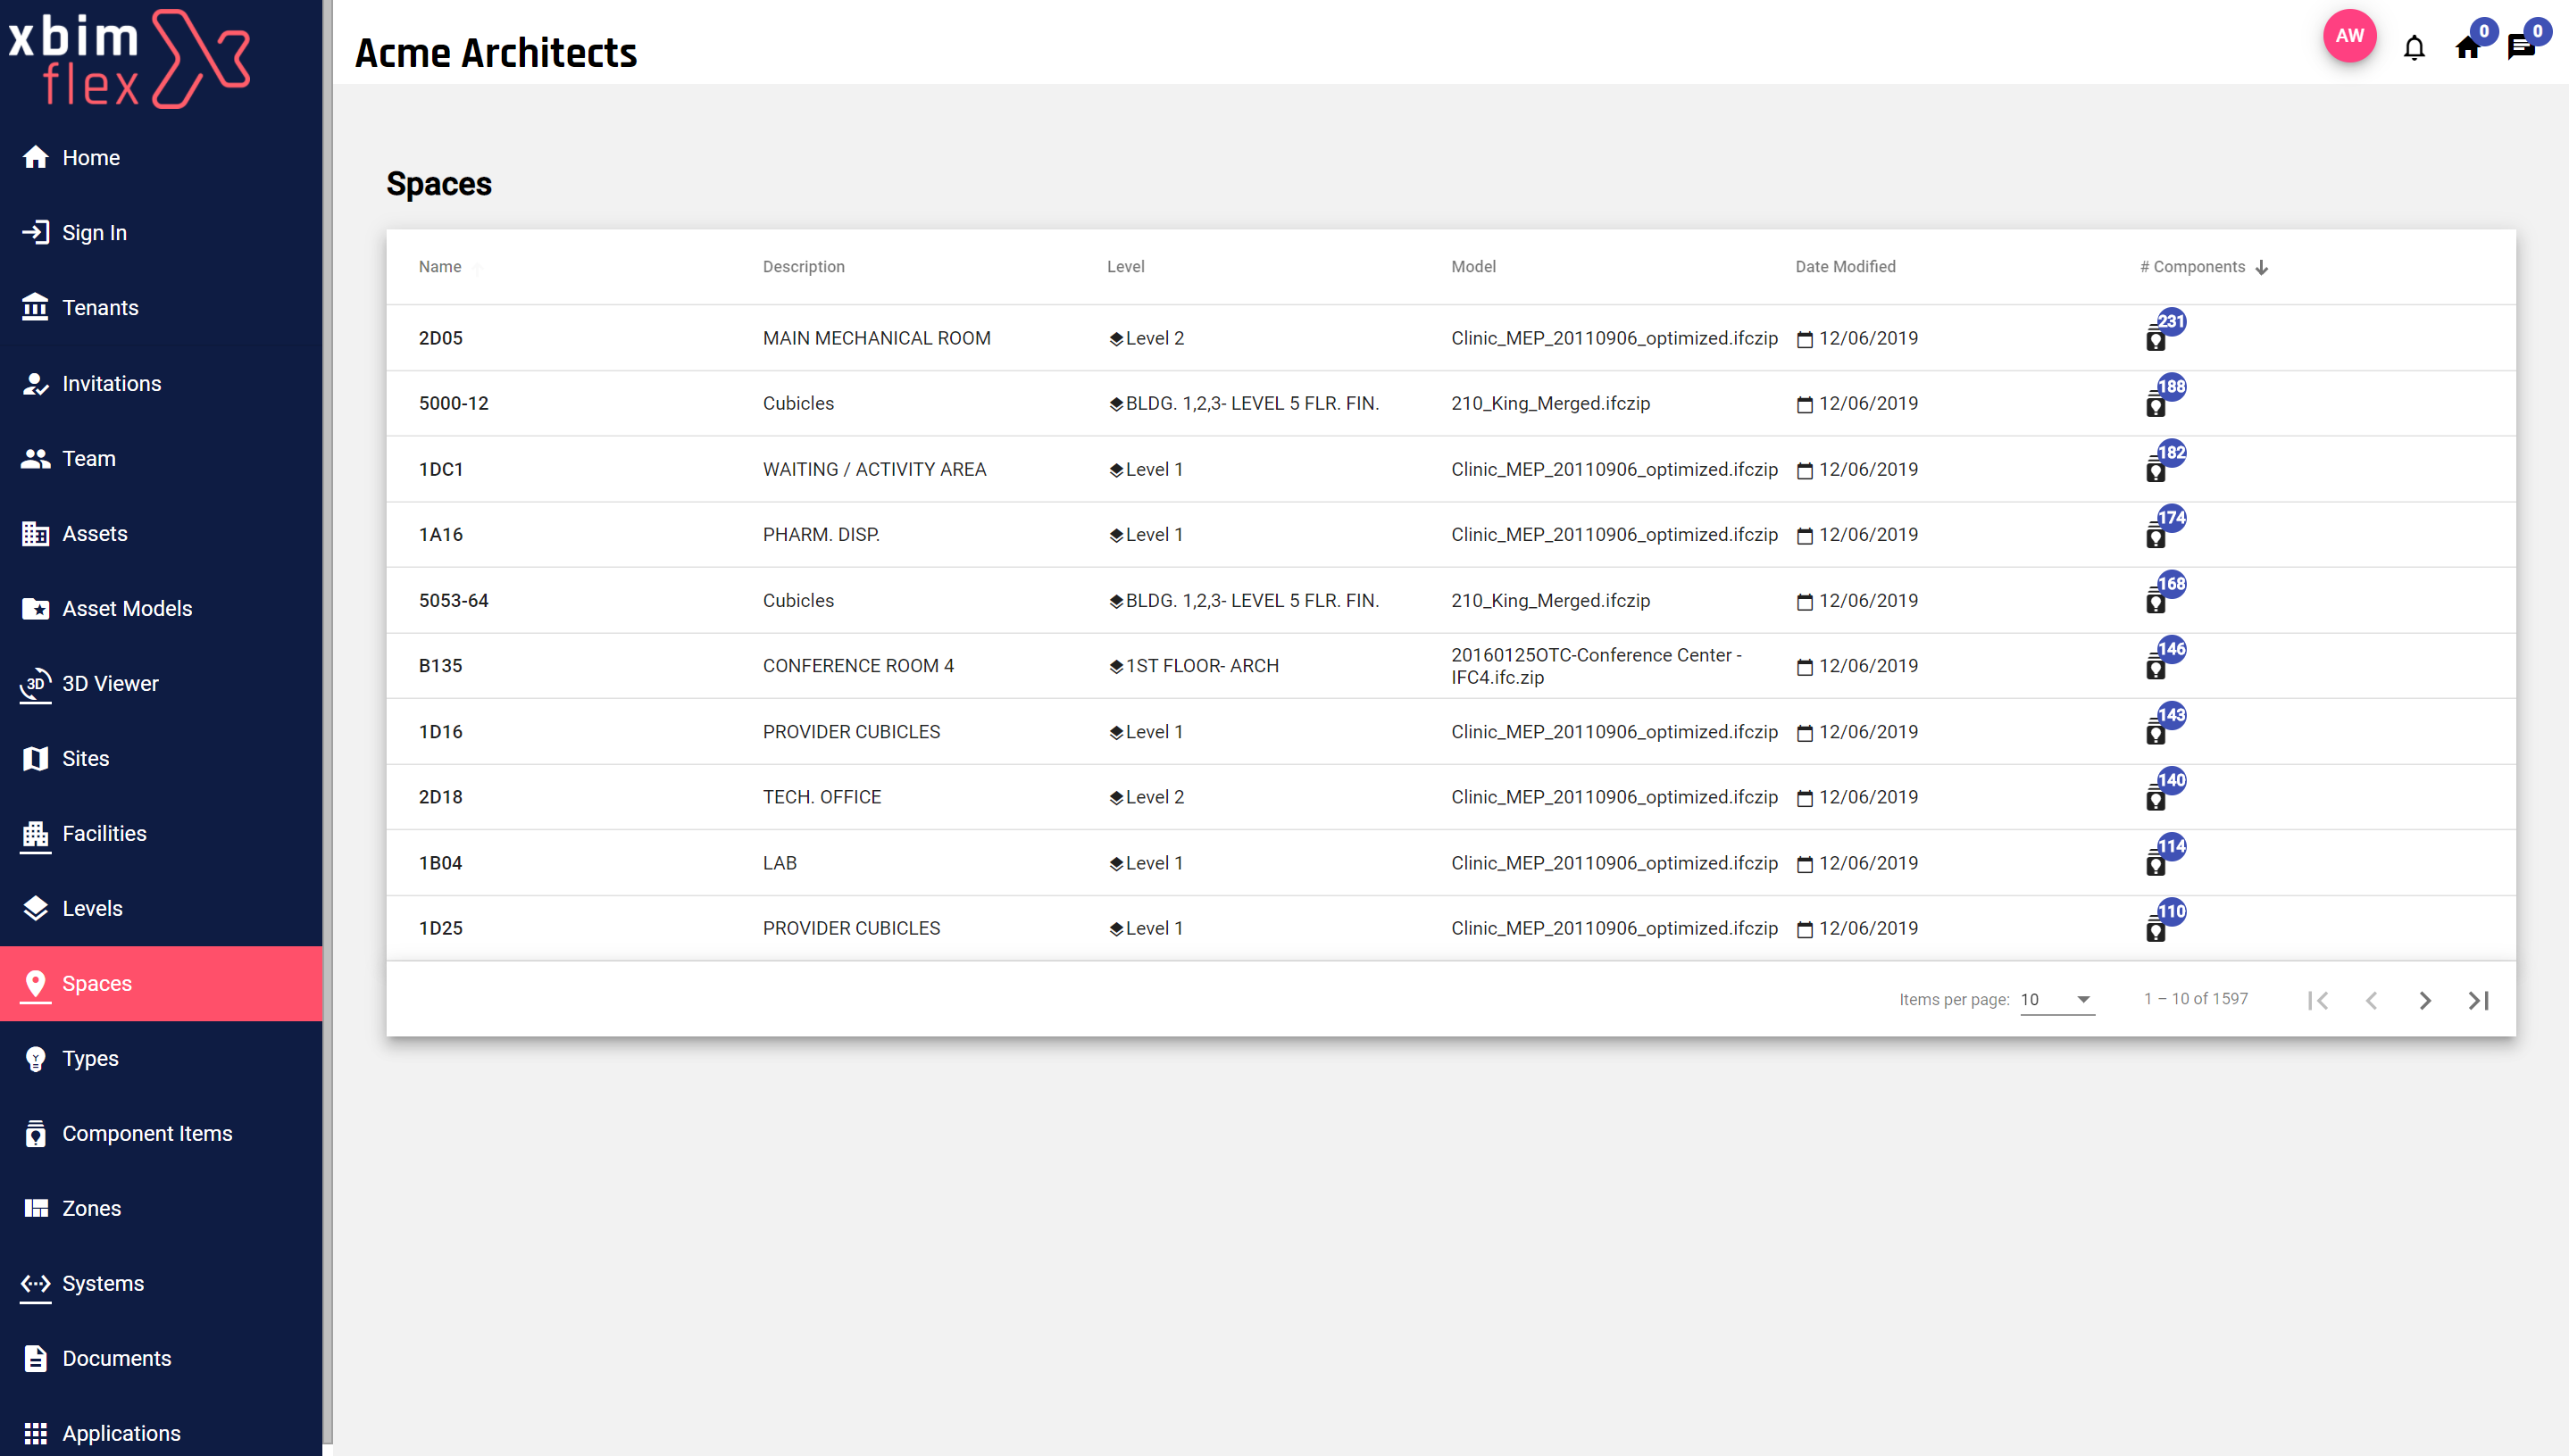 xbim
flex
Acme Architects
AW
0
0
Home
Sign In
Tenants
Invitations
Team
Assets
Asset Models
3D
3D Viewer
Sites
Facilities
Levels
Spaces
Types
Component Items
Zones
Systems
Documents
Applications
Spaces
Name Description Level Model Date Modified # Components
2D05 MAIN MECHANICAL ROOM Level 2 Clinic_MEP_20110906_optimized.ifczip 12/06/2019 231
5000-12 Cubicles BLDG. 1,2,3- LEVEL 5 FLR. FIN. 210_King_Merged.ifczip 12/06/2019 188
1DC1 WAITING / ACTIVITY AREA Level 1 Clinic_MEP_20110906_optimized.ifczip 12/06/2019 182
1A16 PHARM. DISP. Level 1 Clinic_MEP_20110906_optimized.ifczip 12/06/2019 174
5053-64 Cubicles BLDG. 1,2,3- LEVEL 5 FLR. FIN. 210_King_Merged.ifczip 12/06/2019 168
B135 CONFERENCE ROOM 4 1ST FLOOR- ARCH 20160125OTC-Conference Center - 12/06/2019 146
IFC4.ifc.zip
1D16 PROVIDER CUBICLES Level 1 Clinic_MEP_20110906_optimized.ifczip 12/06/2019 143
2D18 TECH. OFFICE Level 2 Clinic_MEP_20110906_optimized.ifczip 12/06/2019 140
1B04 LAB Level 1 Clinic_MEP_20110906_optimized.ifczip 12/06/2019 114
1D25 PROVIDER CUBICLES Level 1 Clinic_MEP_20110906_optimized.ifczip 12/06/2019 110
Items per page: 10 1 – 10 of 1597